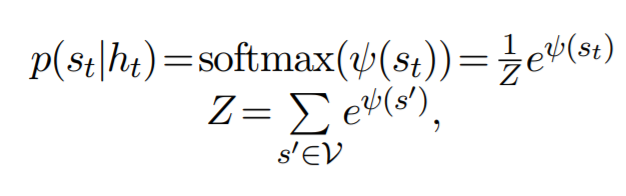 p(s_t|h_t)=softmax(ψ(s_t))=\frac{1}{Z}e^{ψ(s_t)}
Z=\sum_{s'∈\mathcal{V}} e^{ψ(s')},